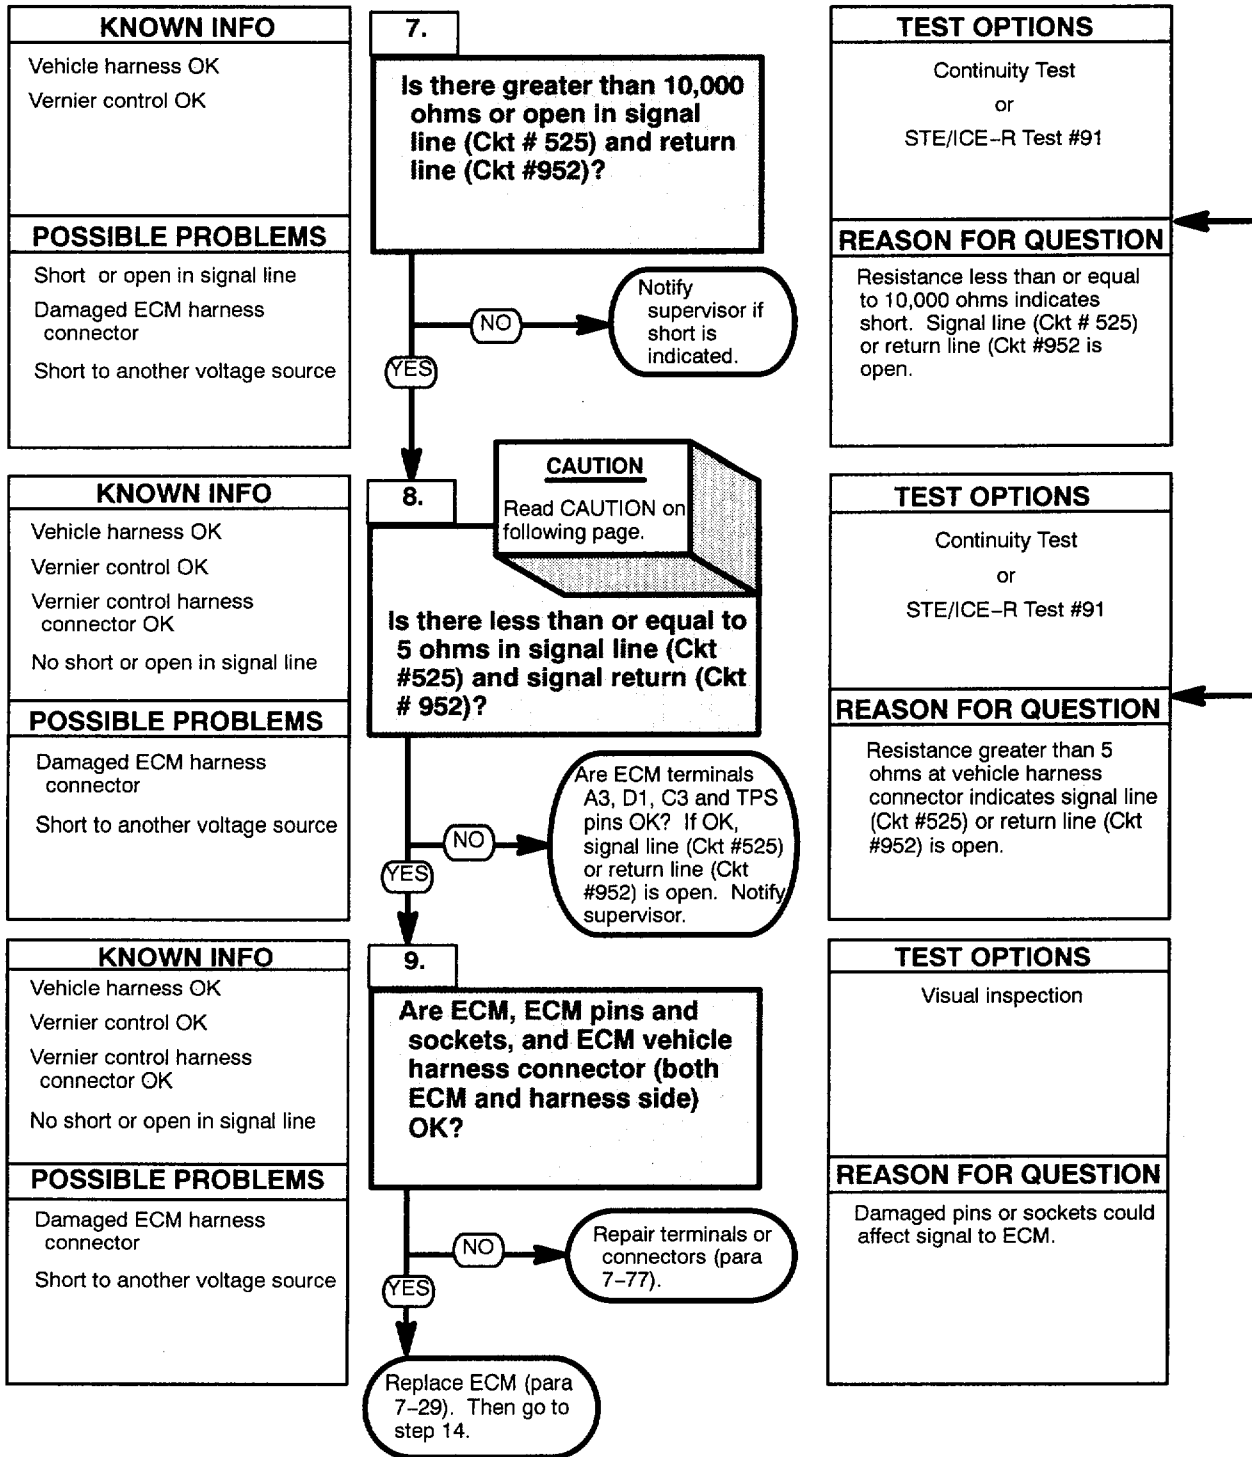 KNOWN INFO
Vehicle harness OK
Vernier control OK
POSSIBLE PROBLEMS
Short or open in signal line
Damaged ECM harness
connector
Short to another voltage source
7.
Is there greater than 10,000
ohms or open in signal
line (Ckt # 525) and return
line (Ckt #952)?
NO
Notify
supervisor if
short is
indicated.
YES
TEST OPTIONS
Continuity Test
or
STE/ICE–R Test #91
REASON FOR QUESTION
Resistance less than or equal
to 10,000 ohms indicates
short. Signal line (Ckt # 525)
or return line (Ckt #952 is
open.
KNOWN INFO
Vehicle harness OK
Vernier control OK
Vernier control harness
connector OK
No short or open in signal line
POSSIBLE PROBLEMS
Damaged ECM harness
connector
Short to another voltage source
8.
CAUTION
Read CAUTION on
following page.
Is there less than or equal to
5 ohms in signal line (Ckt
#525) and signal return (Ckt
# 952)?
NO
Are ECM terminals
A3, D1, C3 and TPS
pins OK? If OK,
signal line (Ckt #525)
or return line (Ckt
#952) is open. Notify
supervisor.
YES
TEST OPTIONS
Continuity Test
or
STE/ICE–R Test #91
REASON FOR QUESTION
Resistance greater than 5
ohms at vehicle harness
connector indicates signal line
(Ckt #525) or return line (Ckt
#952) is open.
KNOWN INFO
Vehicle harness OK
Vernier control OK
Vernier control harness
connector OK
No short or open in signal line
POSSIBLE PROBLEMS
Damaged ECM harness
connector
Short to another voltage source
9.
Are ECM, ECM pins and
sockets, and ECM vehicle
harness connector (both
ECM and harness side)
OK?
NO
Repair terminals or
connectors (para
7–77).
YES
Replace ECM (para
7–29). Then go to
step 14.
TEST OPTIONS
Visual inspection
REASON FOR QUESTION
Damaged pins or sockets could
affect signal to ECM.